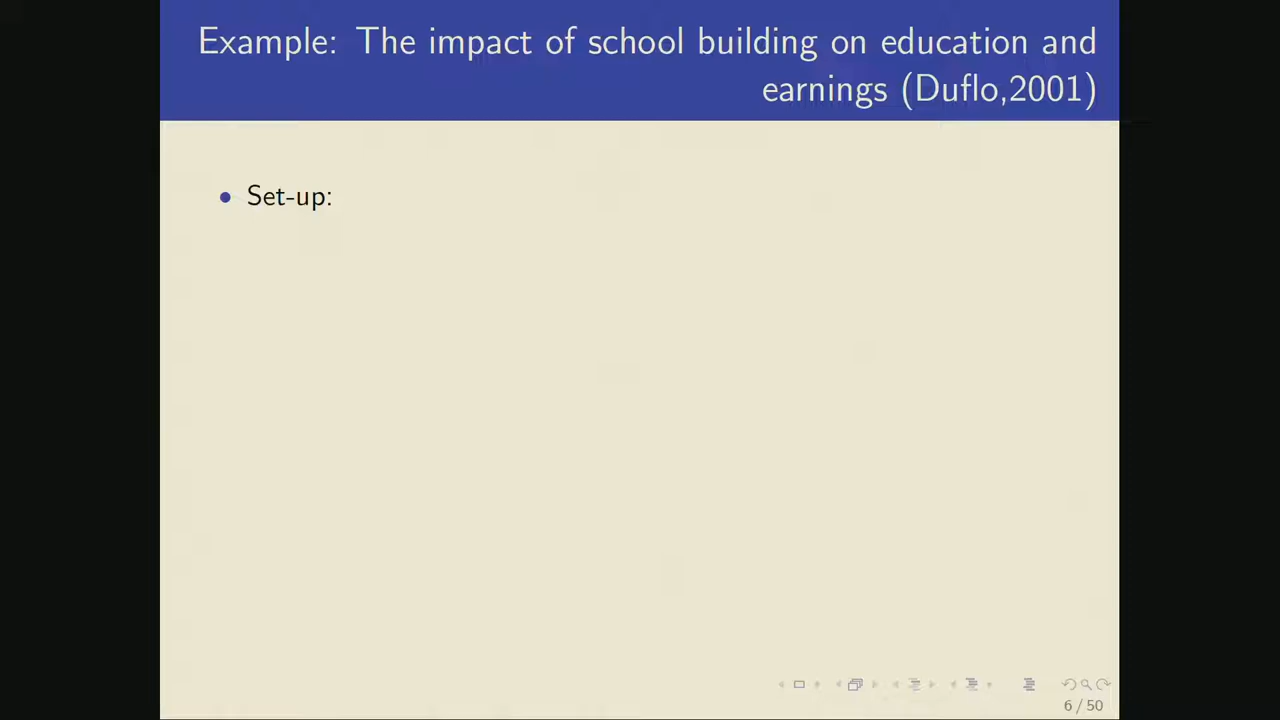 Example: The impact of school building on education and
earnings (Duflo,2001)
• Set-up:
6 / 50